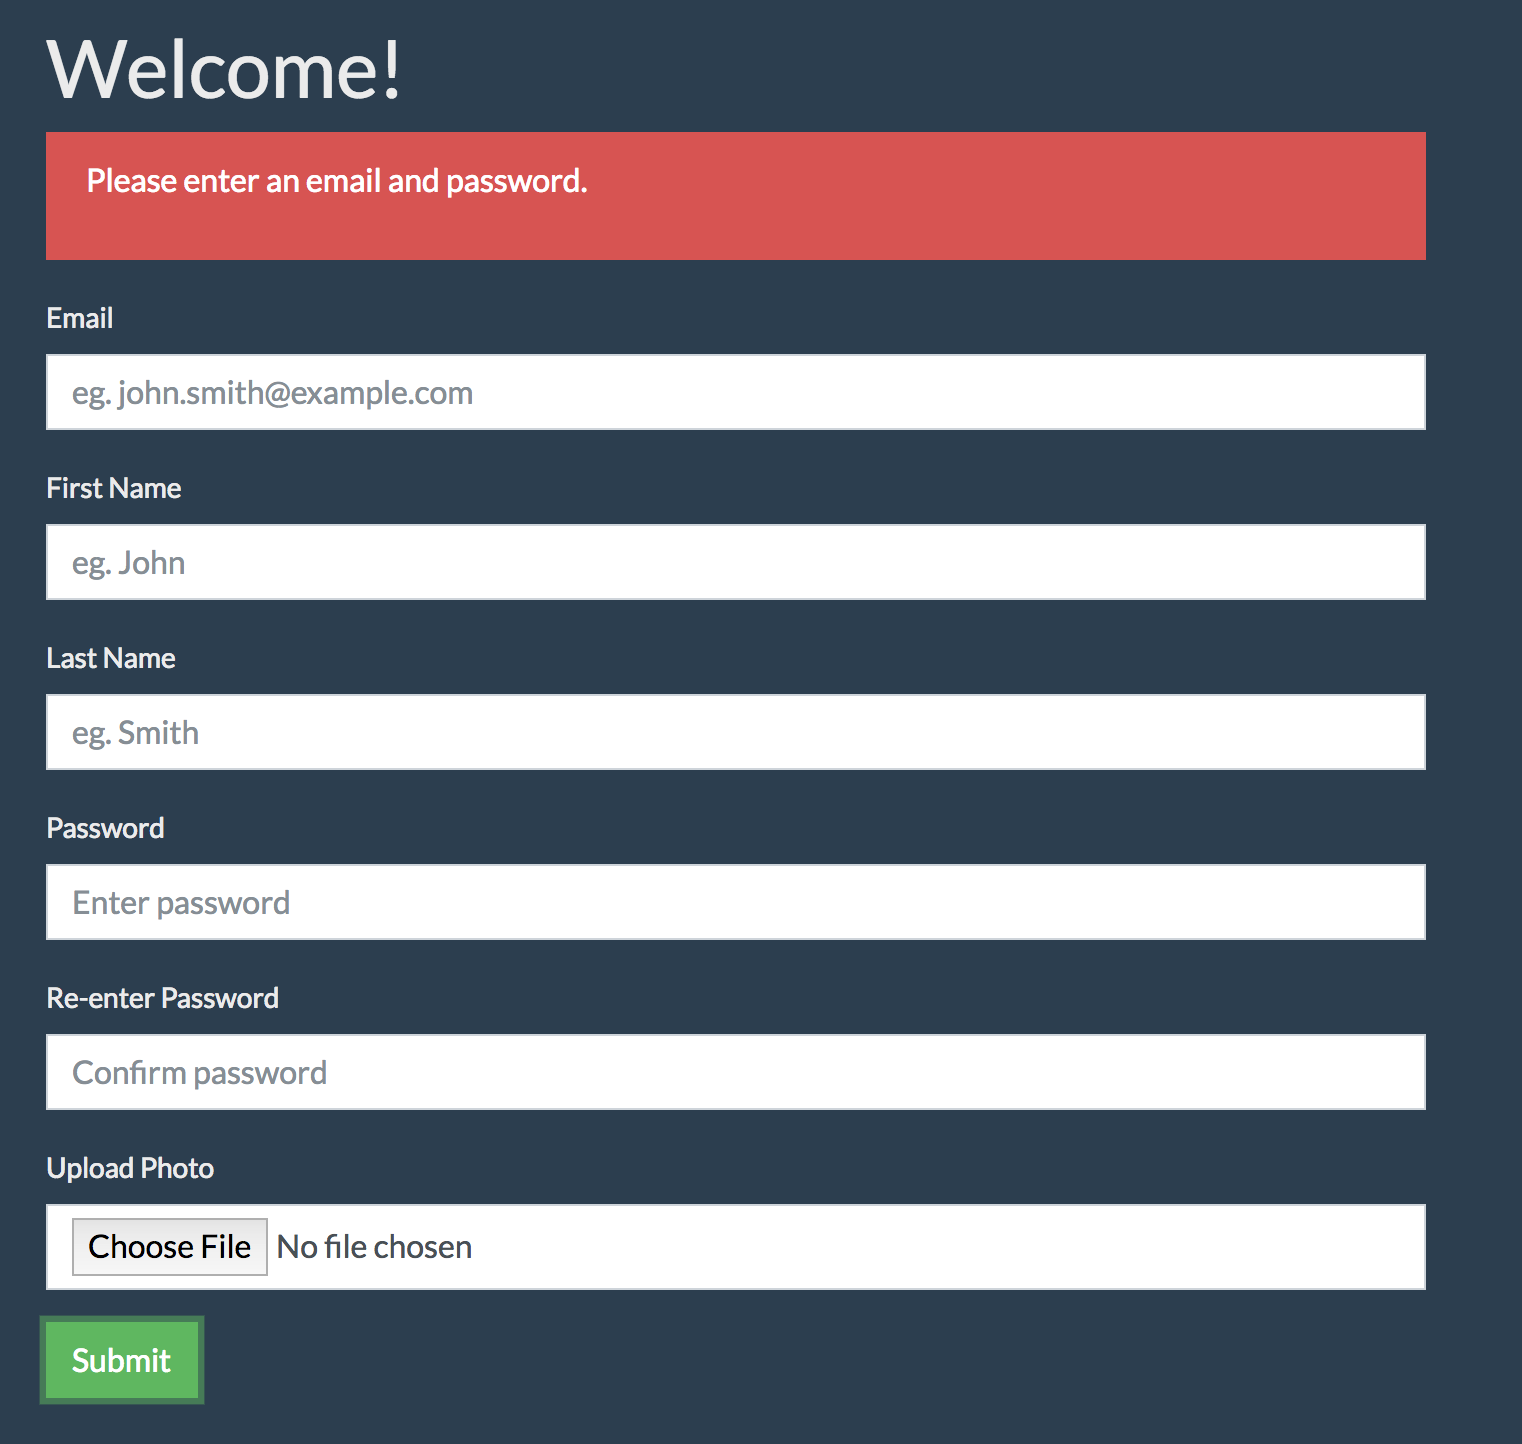 Welcome!
Please enter an email and password.
Email
eg. john.smith@example.com
First Name
eg. John
Last Name
eg. Smith
Password
Enter password
Re-enter Password
Confirm password
Upload Photo
Choose File No file chosen
Submit